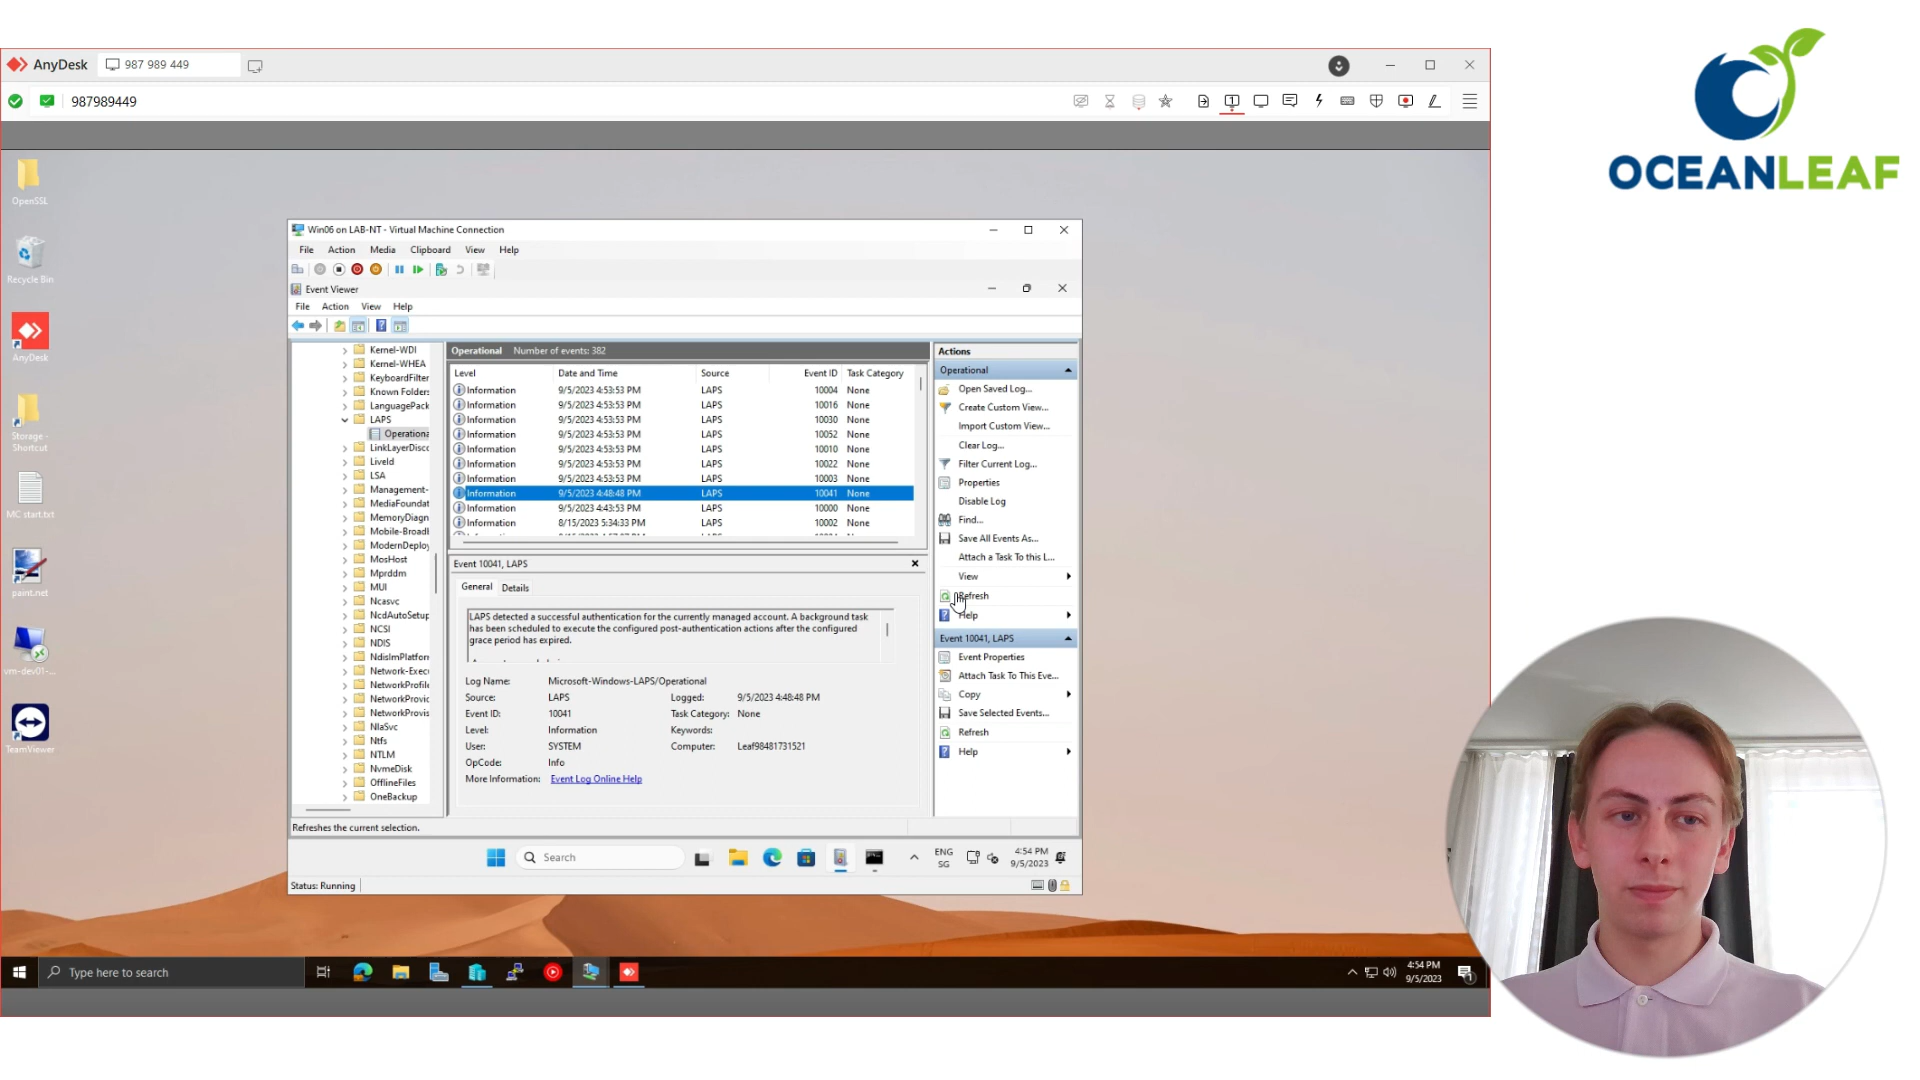 OCEANLEAF
AnyDesk
987 989 449
987989449
OpenSSL
Recycle Bin
AnyDesk
Storage -
Shortcut
MC start.txt
paint.net
vm-dev01-...
TeamViewer
Win06 on LAB-NT - Virtual Machine Connection
File Action Media Clipboard View Help
Event Viewer
File Action View Help
Kernel-WDI
Kernel-WHEA
KeyboardFilter
Known Folders
LanguagePack
LAPS
Operationa
LinkLayerDisco
LiveId
LSA
Management-
MediaFoundat
MemoryDiagn
Mobile-Broadl
ModernDeploy
MosHost
Mprddm
MUI
Ncasvc
NcdAutoSetup
NCSI
NDIS
NdisImPlatforr
Network-Execu
NetworkProfile
NetworkProvic
NetworkProvis
NlaSvc
Ntfs
NTLM
NvmeDisk
OfflineFiles
OneBackup
Operational Number of events: 382
Level Date and Time Source Event ID Task Category
Information 9/5/2023 4:53:53 PM LAPS 10004 None
Information 9/5/2023 4:53:53 PM LAPS 10016 None
Information 9/5/2023 4:53:53 PM LAPS 10030 None
Information 9/5/2023 4:53:53 PM LAPS 10052 None
Information 9/5/2023 4:53:53 PM LAPS 10010 None
Information 9/5/2023 4:53:53 PM LAPS 10022 None
Information 9/5/2023 4:53:53 PM LAPS 10003 None
Information 9/5/2023 4:48:48 PM LAPS 10041 None
Information 9/5/2023 4:43:53 PM LAPS 10000 None
Information 8/15/2023 5:34:33 PM LAPS 10002 None
Event 10041, LAPS
General Details
LAPS detected a successful authentication for the currently managed account. A background task
has been scheduled to execute the configured post-authentication actions after the configured
grace period has expired.
Log Name: Microsoft-Windows-LAPS/Operational
Source: LAPS Logged: 9/5/2023 4:48:48 PM
Event ID: 10041 Task Category: None
Level: Information Keywords:
User: SYSTEM Computer: Leaf98481731521
OpCode: Info
More Information: Event Log Online Help
Actions
Operational
Open Saved Log...
Create Custom View...
Import Custom View...
Clear Log...
Filter Current Log...
Properties
Disable Log
Find...
Save All Events As...
Attach a Task To this L...
View
Refresh
Help
Event 10041, LAPS
Event Properties
Attach Task To This Eve...
Copy
Save Selected Events...
Refresh
Help
Refreshes the current selection.
Search
ENG
SG
4:54 PM
9/5/2023
Status: Running
Type here to search
4:54 PM
9/5/2023
1